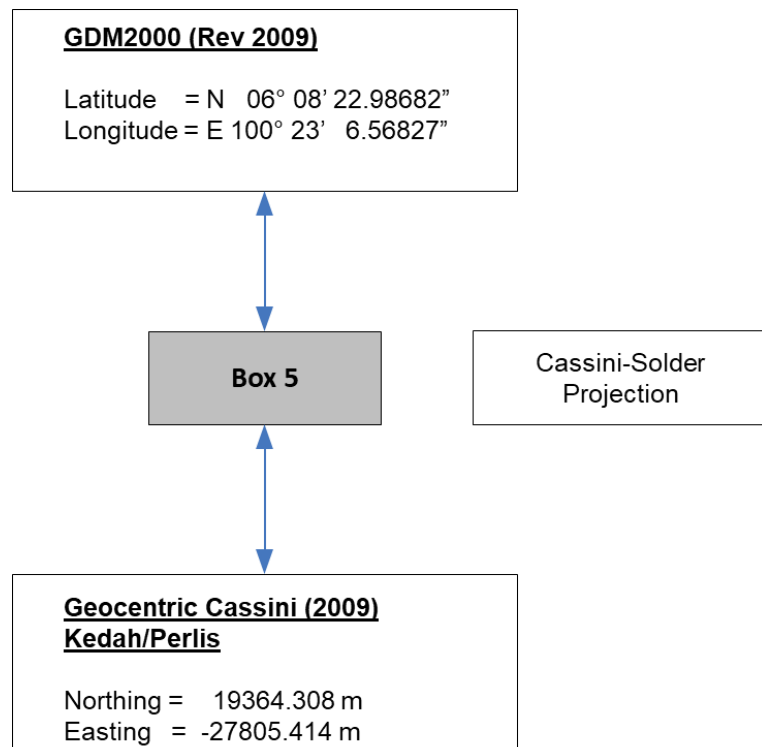 GDM2000 (Rev 2009)
Latitude = N 06° 08’ 22.98682”
Longitude = E 100° 23’ 6.56827”
Box 5
Cassini-Solder
Projection
Geocentric Cassini (2009)
Kedah/Perlis
Northing = 19364.308 m
Easting = -27805.414 m